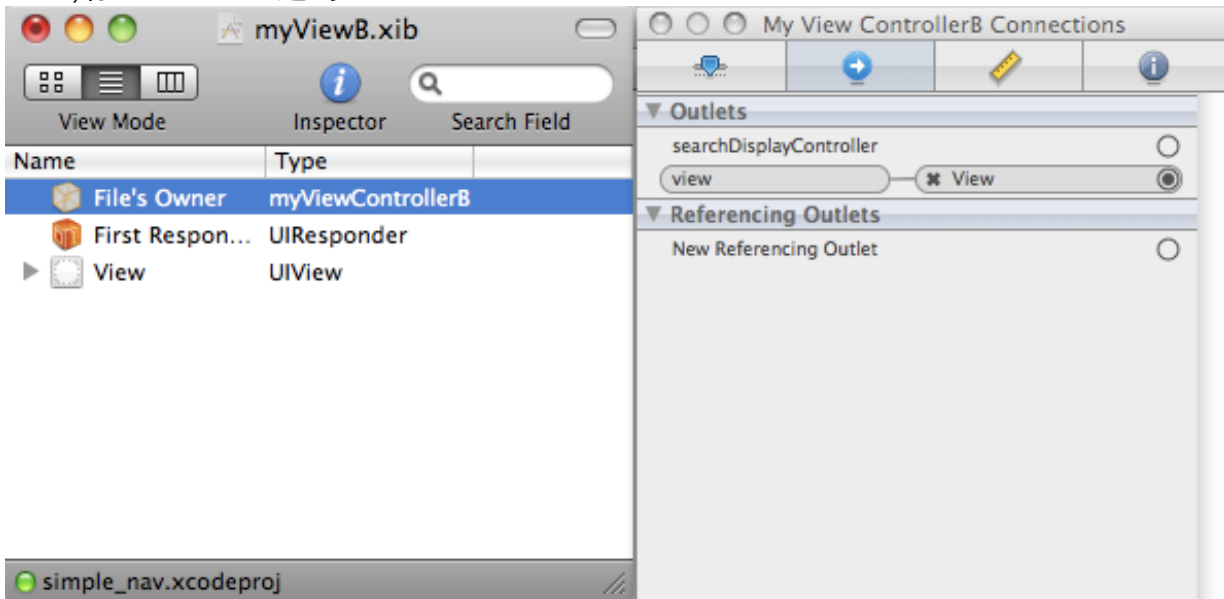 myViewB.xib
View Mode
Inspector
Search Field
Name
Type
File's Owner
myViewControllerB
First Respon...
UIResponder
View
UIView
simple_nav.xcodeproj
My View ControllerB Connections
Outlets
searchDisplayController
view
View
Referencing Outlets
New Referencing Outlet